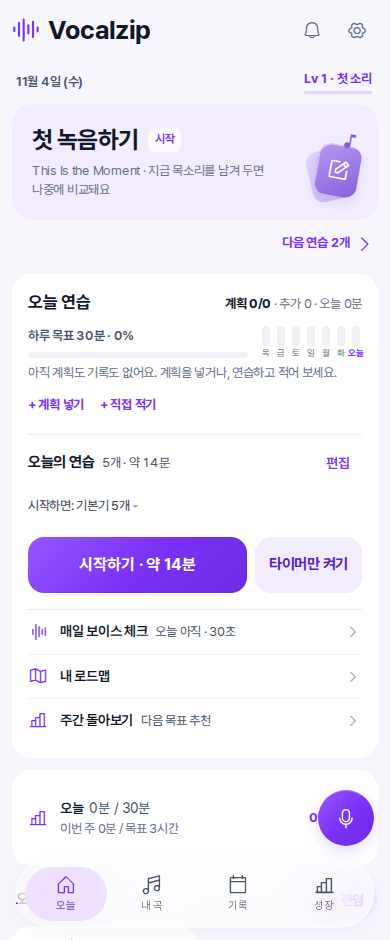 Vocalzip
11월 4일 (수)
Lv 1 · 첫 소리
첫 녹음하기 시작
This Is the Moment · 지금 목소리를 남겨 두면
나중에 비교돼요
다음 연습 2개
오늘 연습
계획 0/0 · 추가 0 · 오늘 0분
하루 목표 30분 · 0%
목 금 토 일 월 화 오늘
아직 계획도 기록도 없어요. 계획을 넣거나, 연습하고 적어 보세요.
+ 계획 넣기 + 직접 적기
오늘의 연습 5개 · 약 14분
편집
시작하면: 기본기 5개
시작하기 · 약 14분
타이머만 켜기
매일 보이스 체크 오늘 아직 · 30초
내 로드맵
주간 돌아보기 다음 목표 추천
오늘 0분 / 30분
이번 주 0분 / 목표 3시간
0
랜덤
오늘 내 곡 기록 성장